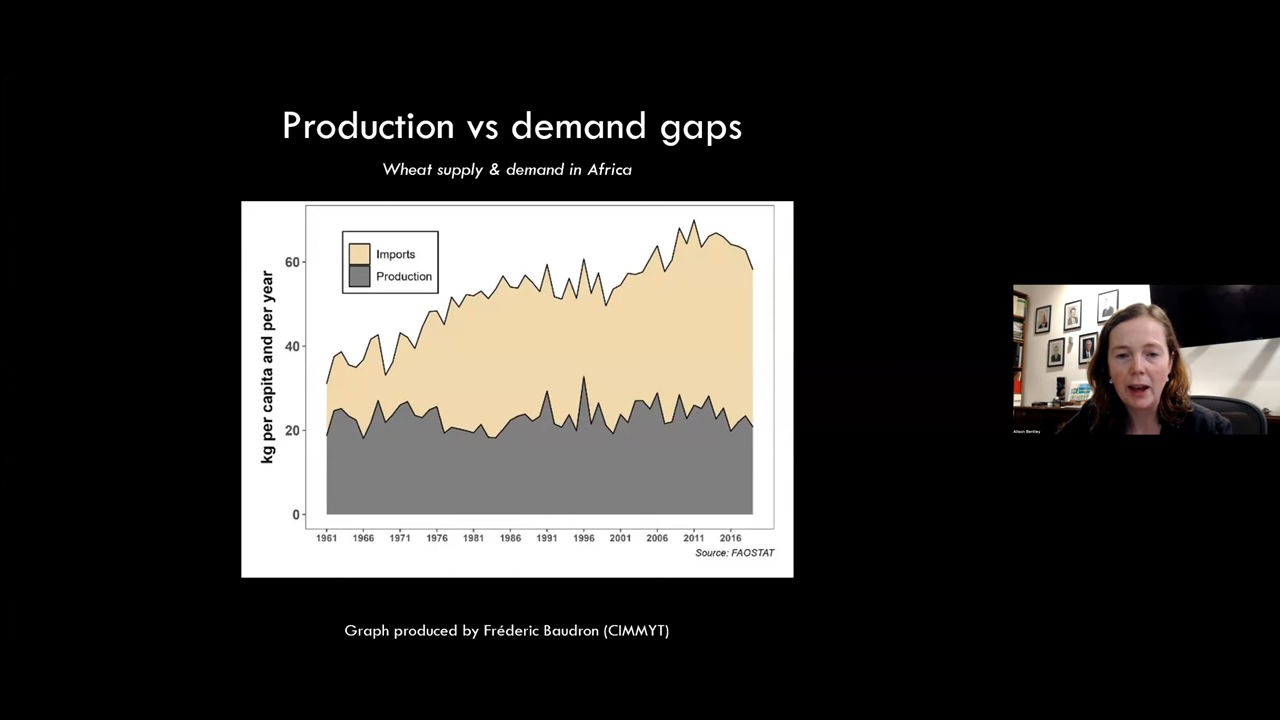 Production vs demand gaps
Wheat supply & demand in Africa
Imports
Production
kg per capita and per year
60
40
20
0
1961 1966 1971 1976 1981 1986 1991 1996 2001 2006 2011 2016
Source: FAOSTAT
Graph produced by Fréderic Baudron (CIMMYT)
Alison Bentley